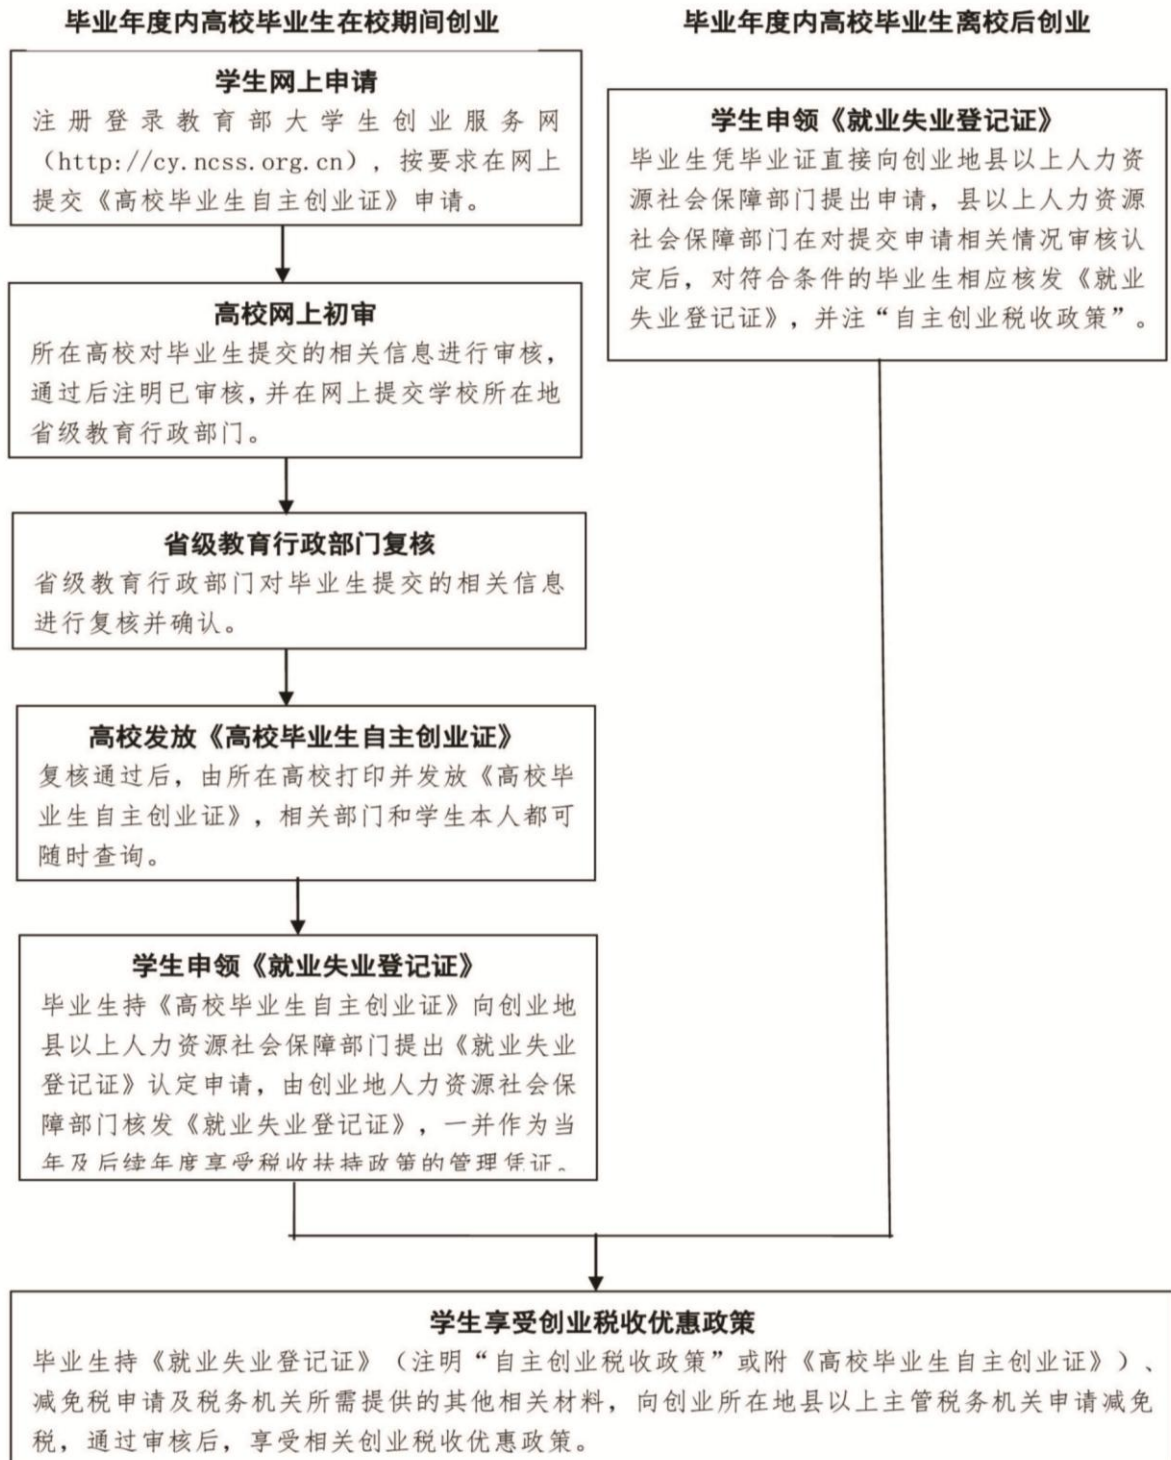 毕业年度内高校毕业生在校期间创业
学生网上申请
注册登录教育部大学生创业服务网
（http://cy.ncss.org.cn），按要求在网上
提交《高校毕业生自主创业证》申请。
高校网上初审
所在高校对毕业生提交的相关信息进行审核，
通过后注明已审核，并在网上提交学校所在地
省级教育行政部门。
省级教育行政部门复核
省级教育行政部门对毕业生提交的相关信息
进行复核并确认。
高校发放《高校毕业生自主创业证》
复核通过后，由所在高校打印并发放《高校毕
业生自主创业证》，相关部门和学生本人都可
随时查询。
学生申领《就业失业登记证》
毕业生持《高校毕业生自主创业证》向创业地
县以上人力资源社会保障部门提出《就业失业
登记证》认定申请，由创业地人力资源社会保
障部门核发《就业失业登记证》，一并作为当
年及后续年度享受税收扶持政策的管理凭证。
毕业年度内高校毕业生离校后创业
学生申领《就业失业登记证》
毕业生凭毕业证直接向创业地县以上人力资
源社会保障部门提出申请，县以上人力资源
社会保障部门在对提交申请相关情况审核认
定后，对符合条件的毕业生相应核发《就业
失业登记证》，并注“自主创业税收政策”。
学生享受创业税收优惠政策
毕业生持《就业失业登记证》（注明“自主创业税收政策”或附《高校毕业生自主创业证》）、
减免税申请及税务机关所需提供的其他相关材料，向创业所在地县以上主管税务机关申请减免
税，通过审核后，享受相关创业税收优惠政策。